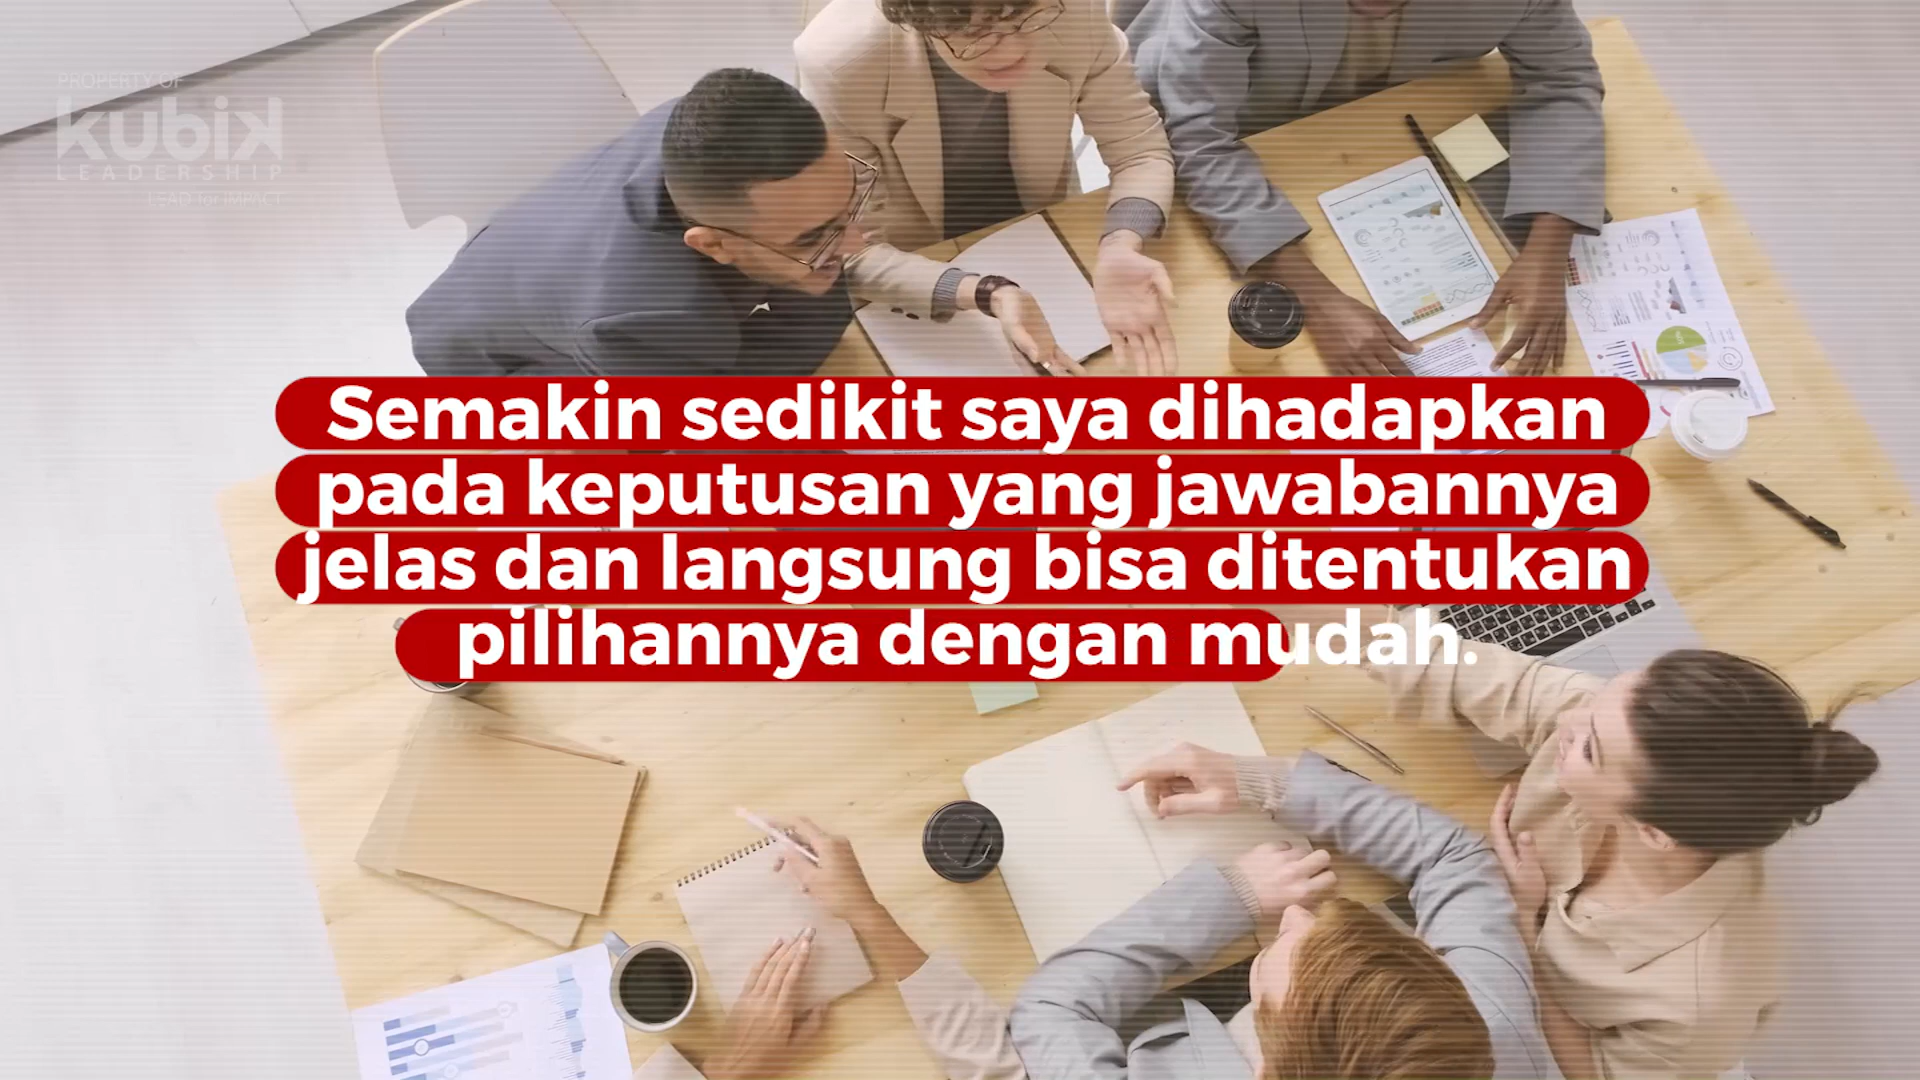 PROPERTY OF
kubik
LEADERSHIP
LEAD for IMPACT
Semakin sedikit saya dihadapkan
pada keputusan yang jawabannya
jelas dan langsung bisa ditentukan
pilihannya dengan mudah.